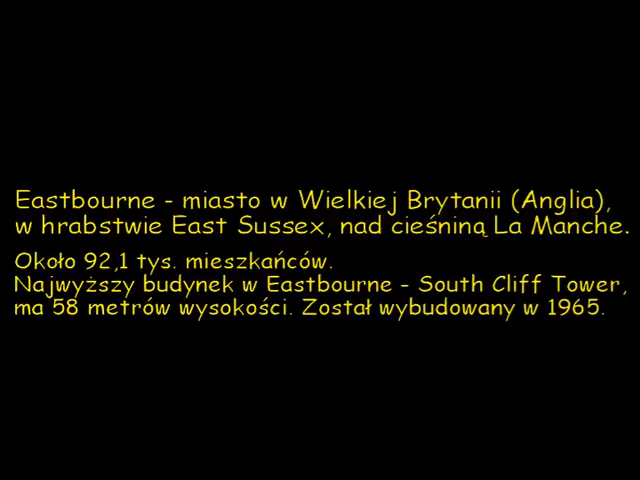 Eastbourne - miasto w Wielkiej Brytanii (Anglia),
w hrabstwie East Sussex, nad cieśniną La Manche.
Około 92,1 tys. mieszkańców.
Najwyższy budynek w Eastbourne - South Cliff Tower,
ma 58 metrów wysokości. Został wybudowany w 1965.